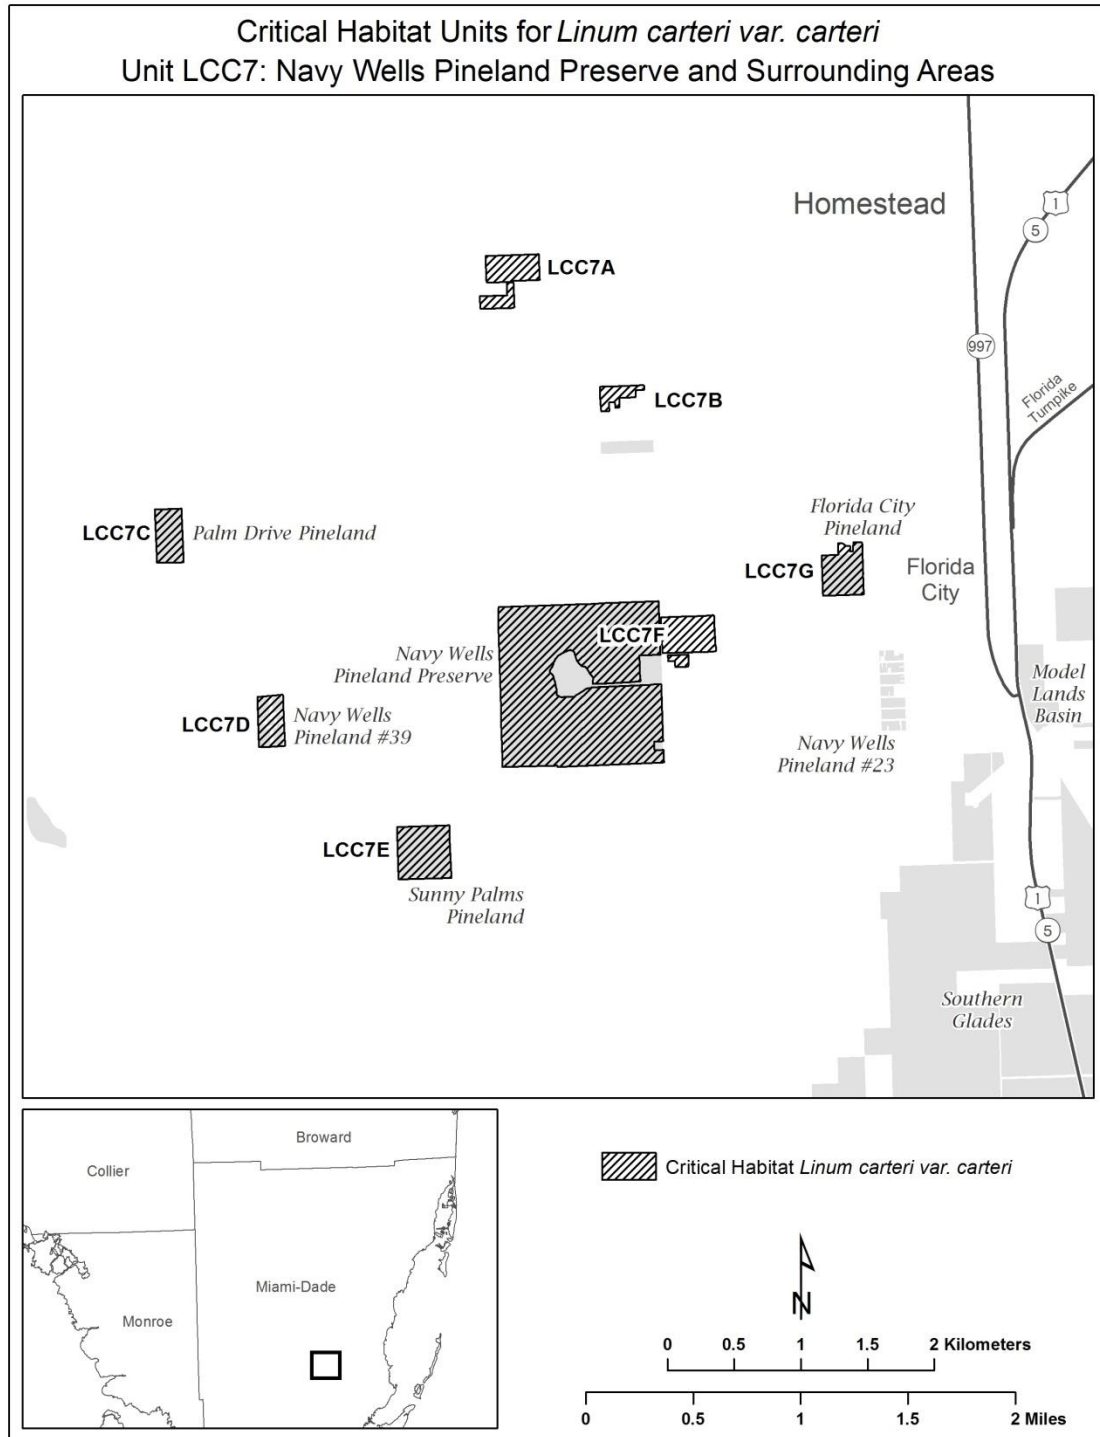 Critical Habitat Units for Linum carteri var. carteri
Unit LCC7: Navy Wells Pineland Preserve and Surrounding Areas
Homestead
1
5
LCC7A
997
Florida
Turnpike
LCC7B
LCC7C
Palm Drive Pineland
Florida City
Pineland
LCC7G
Florida
City
LCC7F
Navy Wells
Pineland Preserve
Model
Lands
Basin
LCC7D
Navy Wells
Pineland #39
Navy Wells
Pineland #23
LCC7E
Sunny Palms
Pineland
1
5
Southern
Glades
Broward
Collier
Miami-Dade
Monroe
Critical Habitat Linum carteri var. carteri
N
0 0.5 1 1.5 2 Kilometers
0 0.5 1 1.5 2 Miles